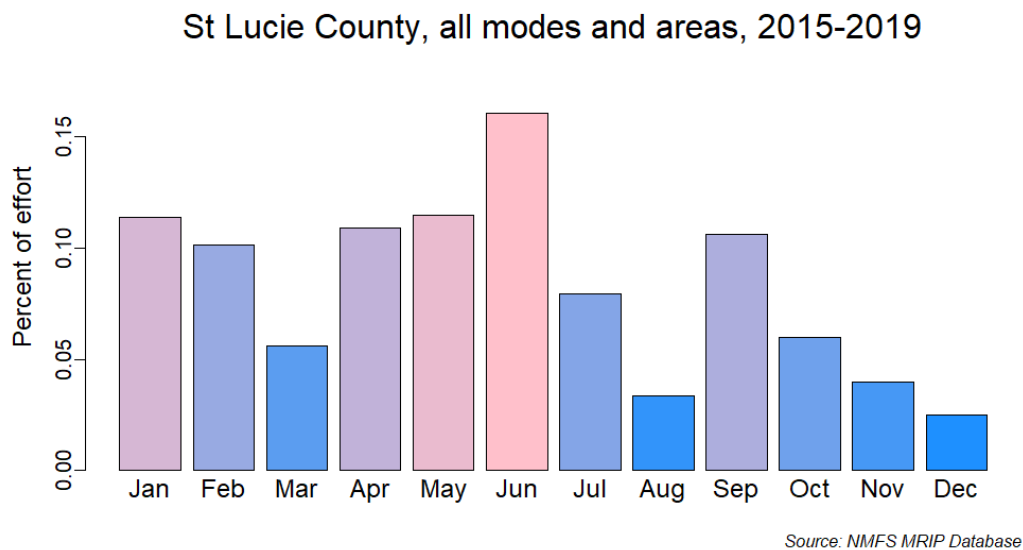 St Lucie County, all modes and areas, 2015-2019
Percent of effort
0.15
0.10
0.05
0.00
Jan Feb Mar Apr May Jun Jul Aug Sep Oct Nov Dec
Source: NMFS MRIP Database